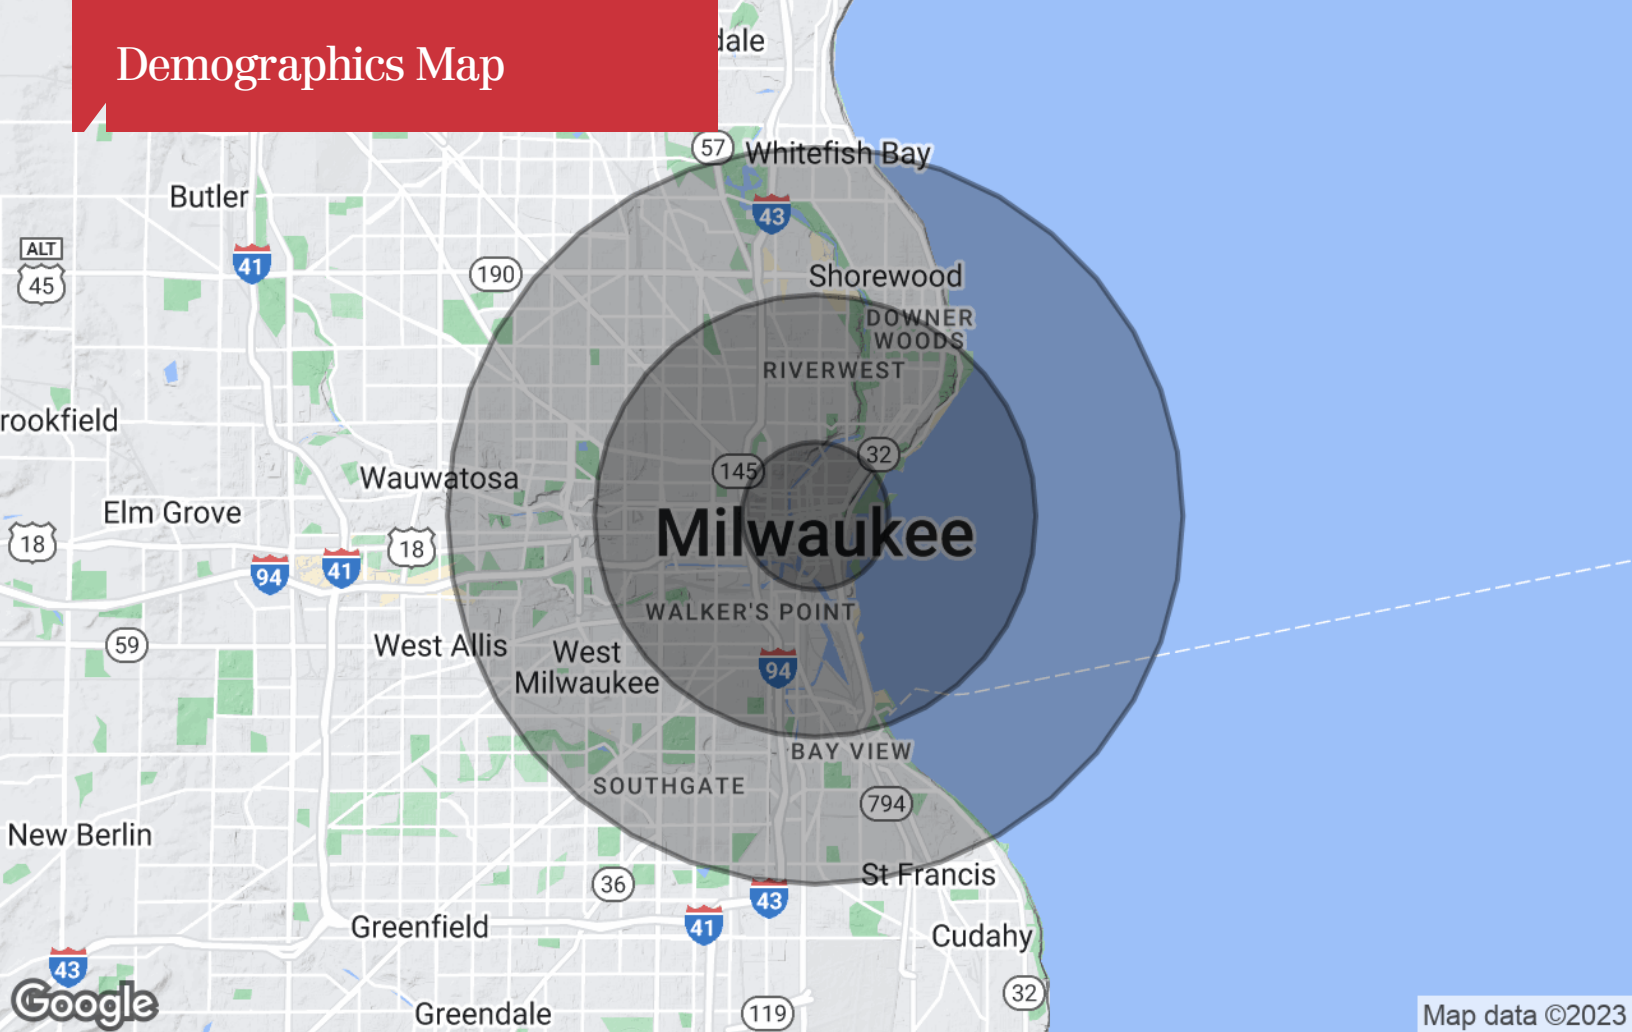 Demographics Map
dale
57
Whitefish Bay
Butler
43
ALT
45
41
190
Shorewood
DOWNER
WOODS
RIVERWEST
rookfield
Wauwatosa
145
32
Elm Grove
18
18
Milwaukee
94
41
WALKER'S POINT
59
West Allis
West
Milwaukee
94
BAY VIEW
SOUTHGATE
794
New Berlin
36
St Francis
43
Greenfield
41
Cudahy
43
32
Google
Greendale
119
Map data ©2023